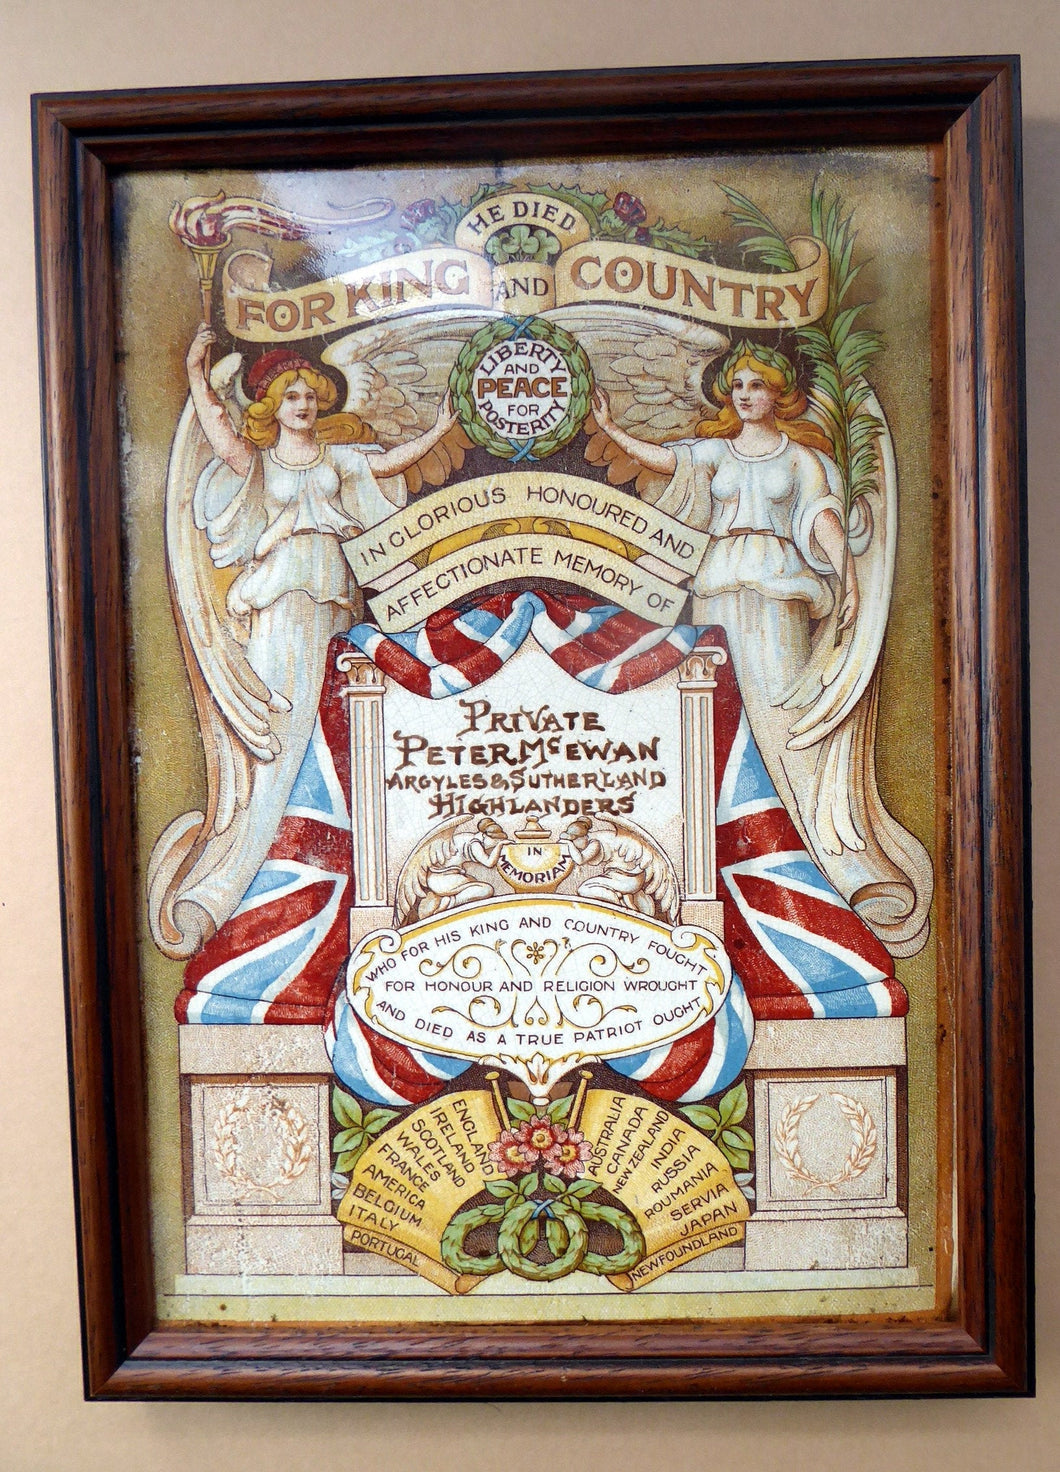 HE DIED
FOR KING AND COUNTRY
LIBERTY
AND
PEACE
FOR
POSTERITY
IN GLORIOUS HONOURED AND
AFFECTIONATE MEMORY OF
PRIVATE
PETER McEWAN
ARGYLES & SUTHERLAND
HIGHLANDERS
IN
MEMORIAM
WHO FOR HIS KING AND COUNTRY FOUGHT
FOR HONOUR AND RELIGION WROUGHT
AND DIED AS A TRUE PATRIOT OUGHT
ENGLAND
IRELAND
SCOTLAND
WALES
FRANCE
AMERICA
BELGIUM
ITALY
PORTUGAL
AUSTRALIA
CANADA
NEW ZEALAND
INDIA
RUSSIA
ROUMANIA
SERVIA
JAPAN
NEWFOUNDLAND